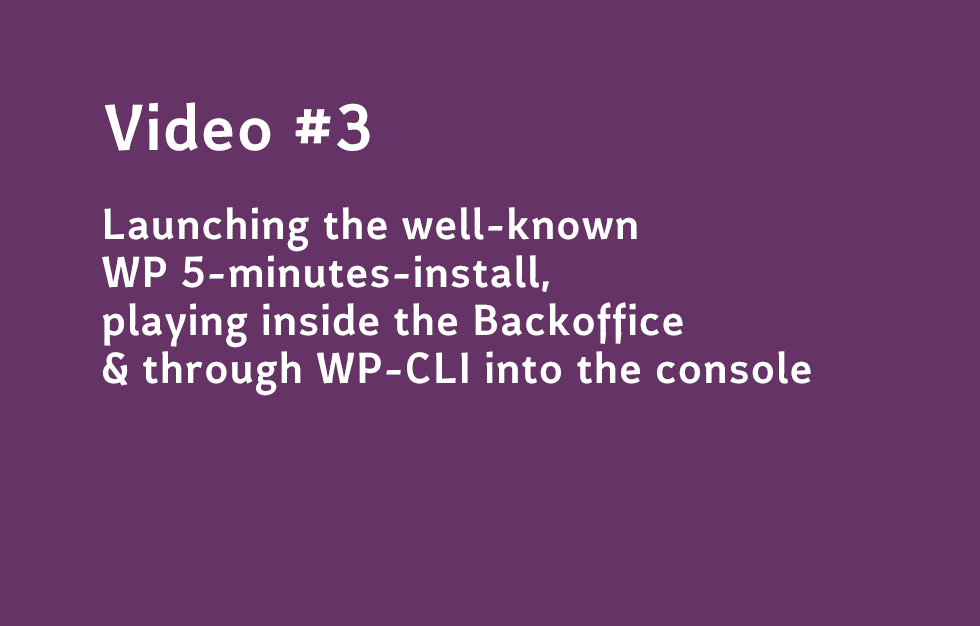 Video #3
Launching the well-known
WP 5-minutes-install,
playing inside the Backoffice
& through WP-CLI into the console